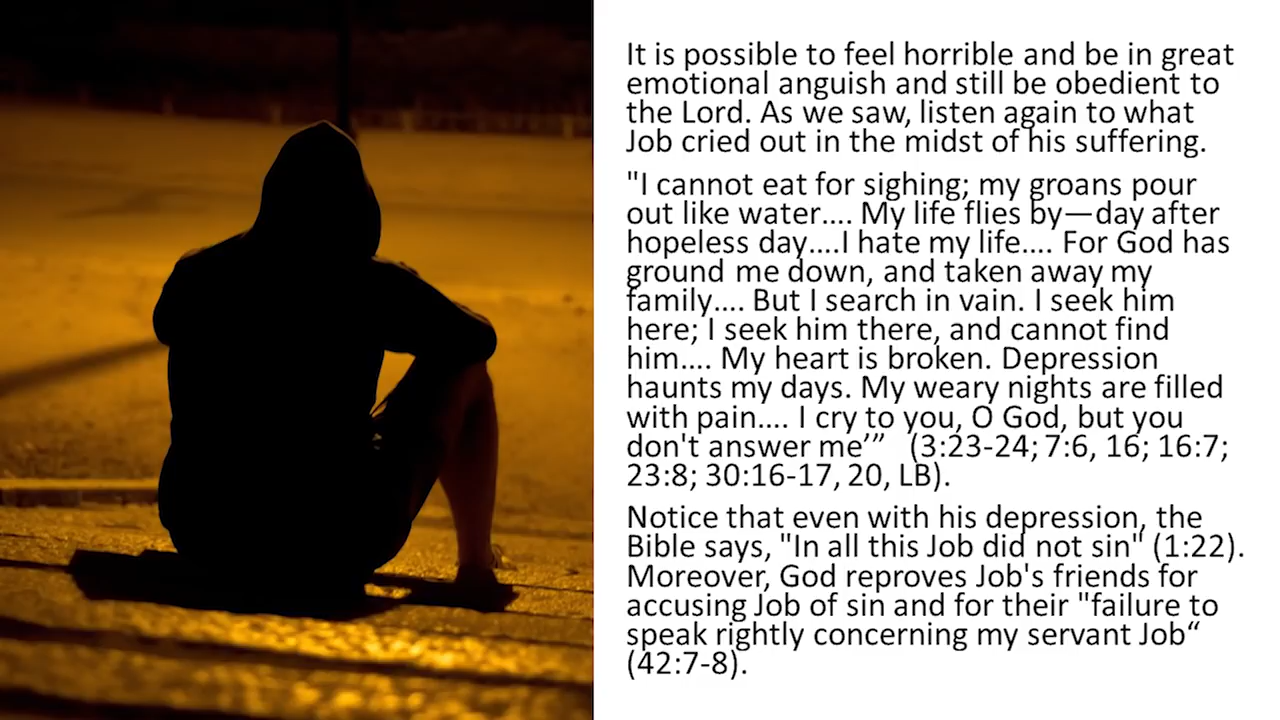 It is possible to feel horrible and be in great
emotional anguish and still be obedient to
the Lord. As we saw, listen again to what
Job cried out in the midst of his suffering.
"I cannot eat for sighing; my groans pour
out like water.... My life flies by—day after
hopeless day....I hate my life.... For God has
ground me down, and taken away my
family.... But I search in vain. I seek him
here; I seek him there, and cannot find
him.... My heart is broken. Depression
haunts my days. My weary nights are filled
with pain.... I cry to you, O God, but you
don't answer me’” (3:23-24; 7:6, 16; 16:7;
23:8; 30:16-17, 20, LB).
Notice that even with his depression, the
Bible says, "In all this Job did not sin" (1:22).
Moreover, God reproves Job's friends for
accusing Job of sin and for their "failure to
speak rightly concerning my servant Job“
(42:7-8).